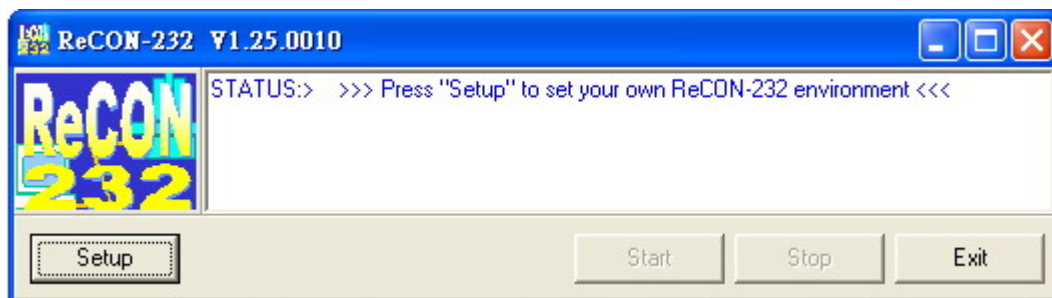 ReCON-232 V1.25.0010
ReCON
232
STATUS:> >>> Press "Setup" to set your own ReCON-232 environment <<<
Setup Start Stop Exit